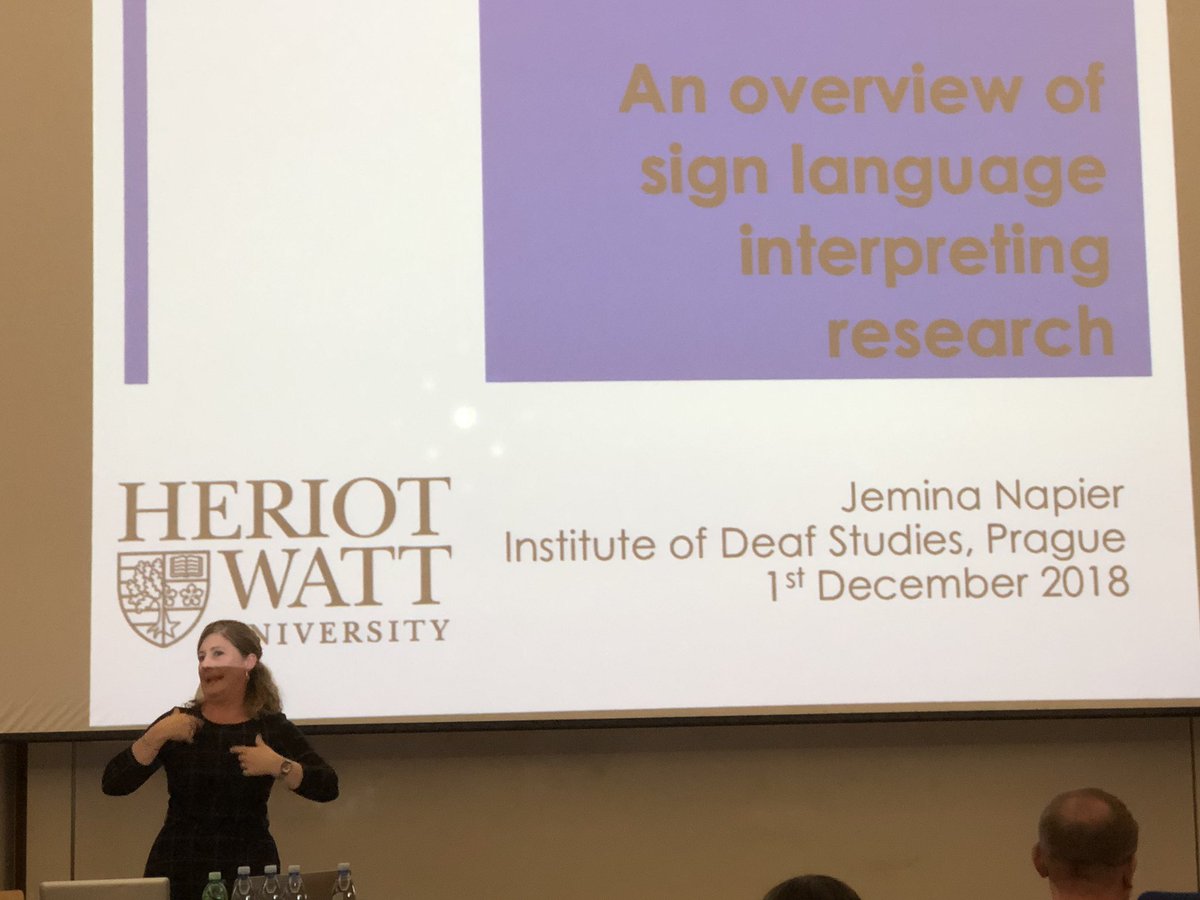 An overview of
sign language
interpreting
research
HERIOT
WATT
UNIVERSITY
Jemina Napier
Institute of Deaf Studies, Prague
1st December 2018